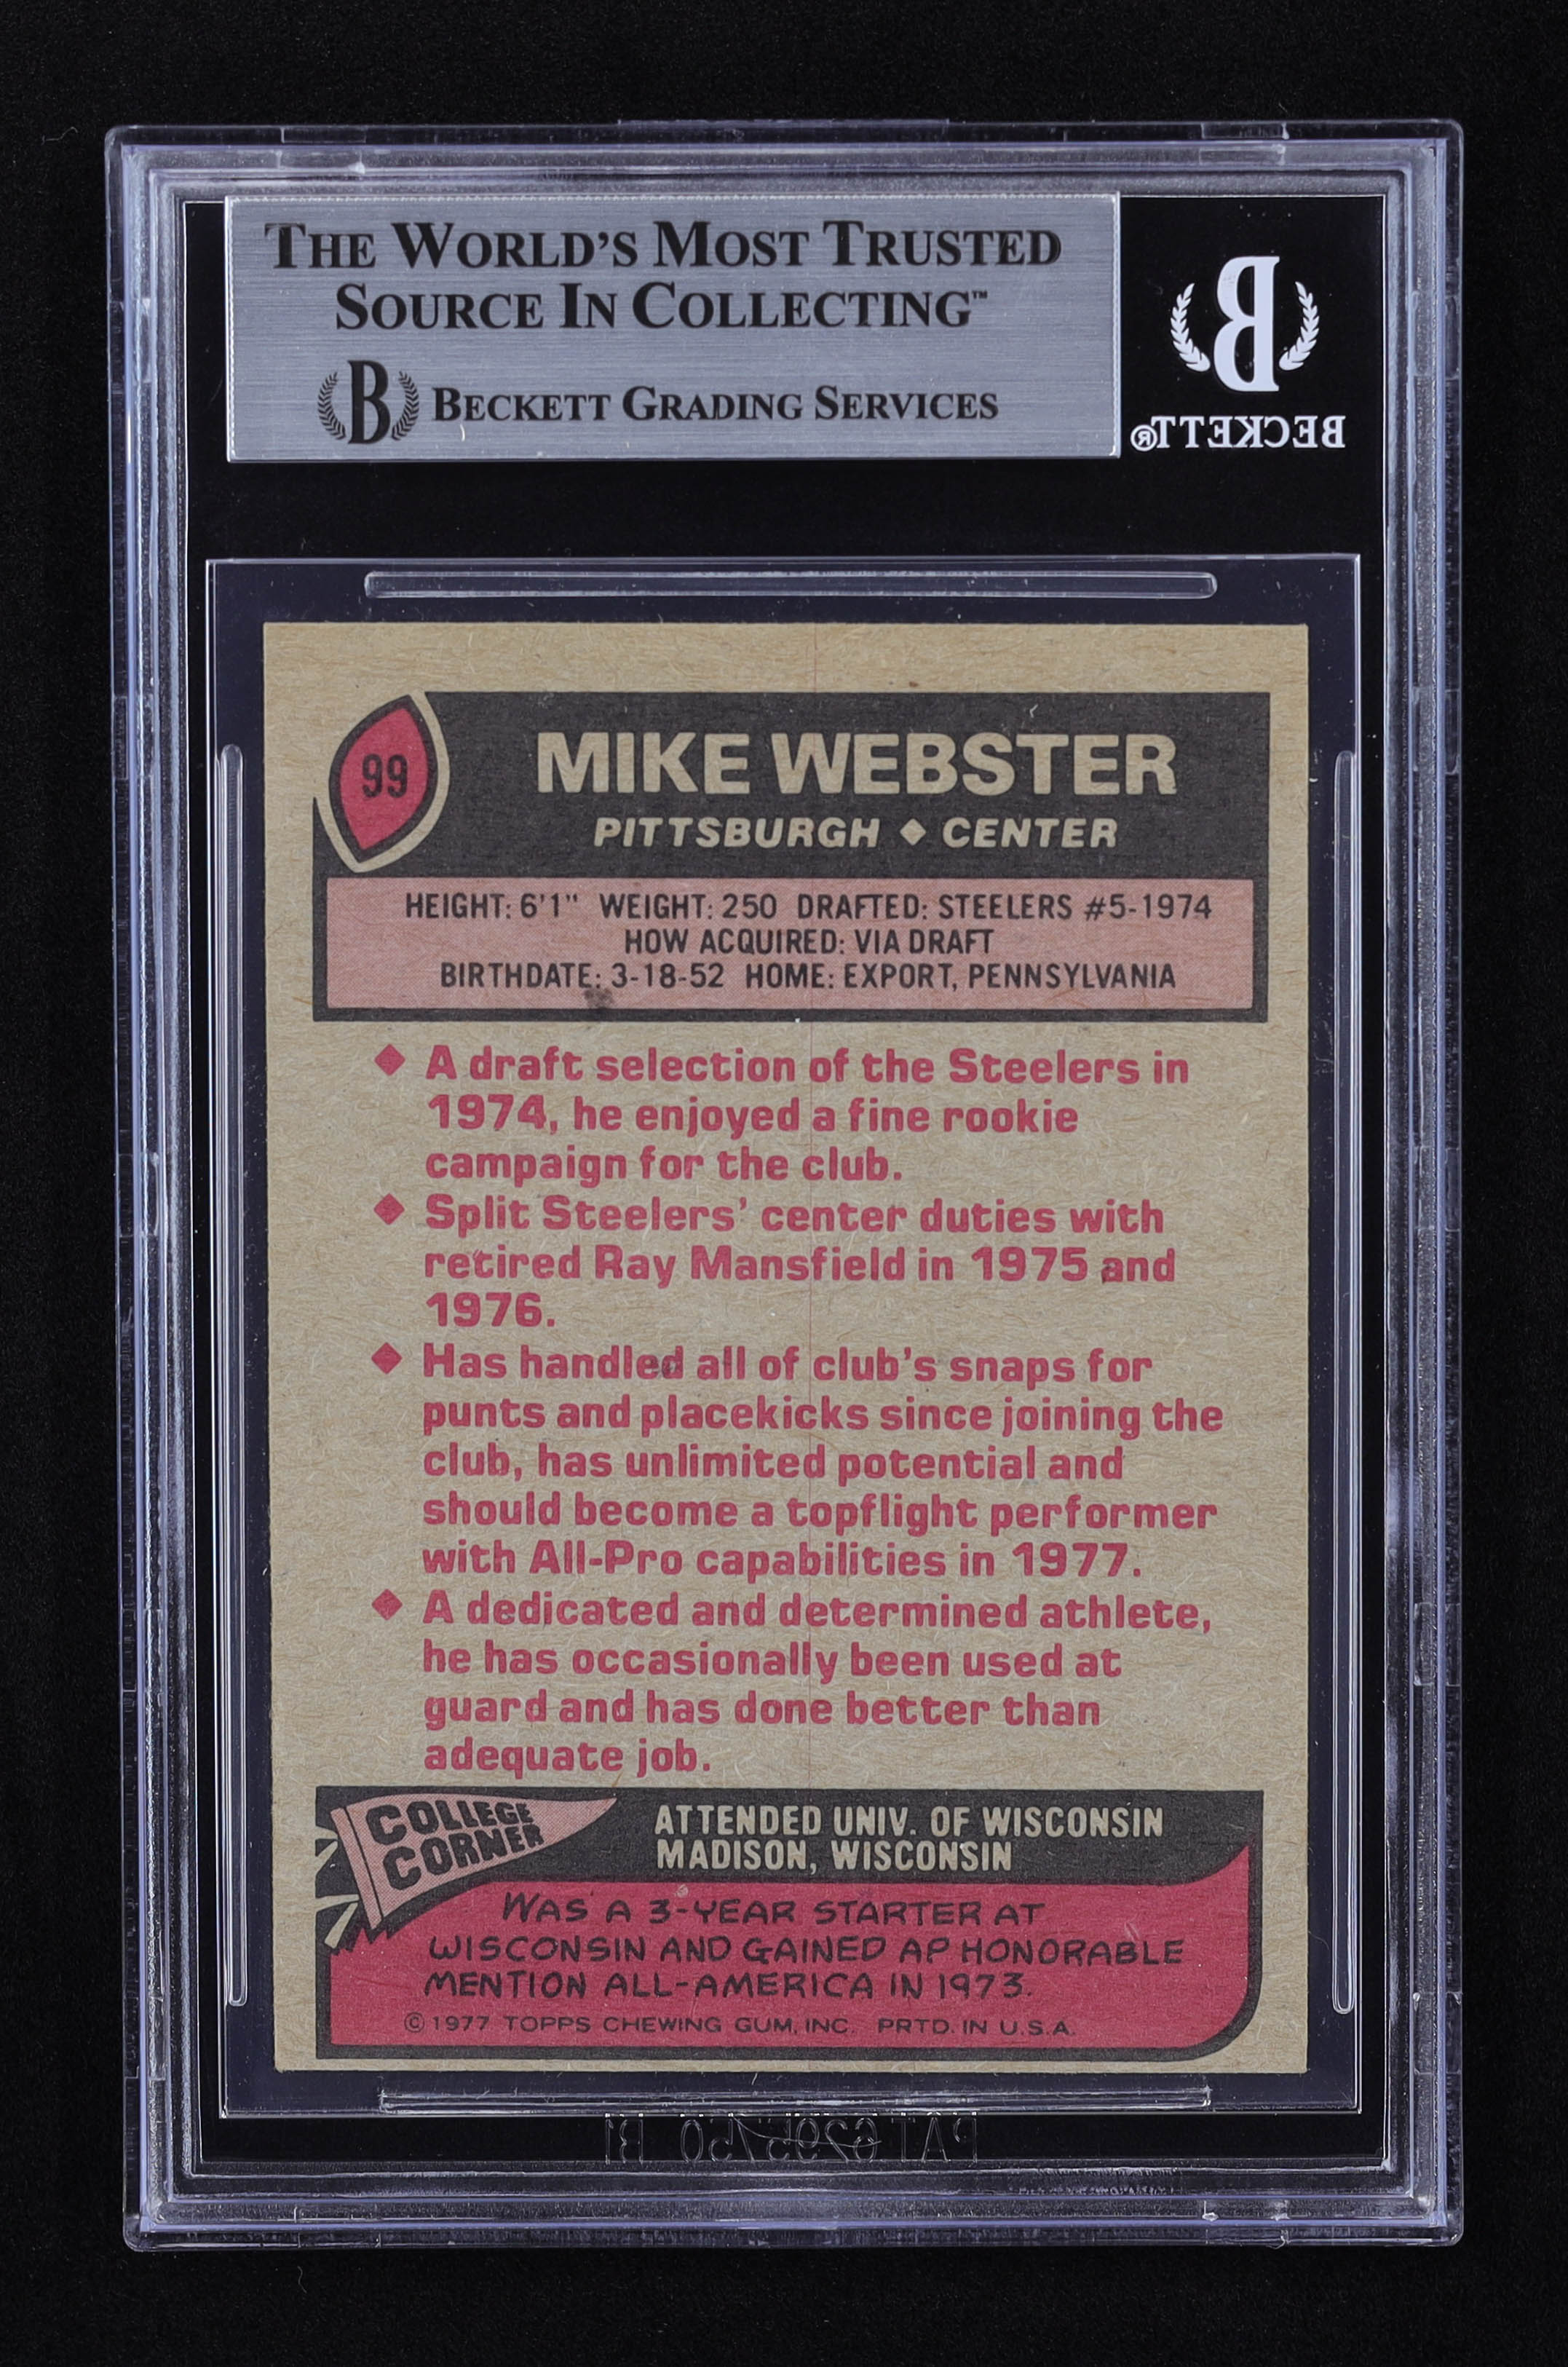 THE WORLD'S MOST TRUSTED
SOURCE IN COLLECTING™
B BECKETT GRADING SERVICES
B
BECKETT®
99
MIKE WEBSTER
PITTSBURGH ◆ CENTER
HEIGHT: 6'1" WEIGHT: 250 DRAFTED: STEELERS #5-1974
HOW ACQUIRED: VIA DRAFT
BIRTHDATE: 3-18-52 HOME: EXPORT, PENNSYLVANIA
◆ A draft selection of the Steelers in
1974, he enjoyed a fine rookie
campaign for the club.
◆ Split Steelers' center duties with
retired Ray Mansfield in 1975 and
1976.
◆ Has handled all of club's snaps for
punts and placekicks since joining the
club, has unlimited potential and
should become a topflight performer
with All-Pro capabilities in 1977.
◆ A dedicated and determined athlete,
he has occasionally been used at
guard and has done better than
adequate job.
COLLEGE
CORNER
ATTENDED UNIV. OF WISCONSIN
MADISON, WISCONSIN
WAS A 3-YEAR STARTER AT
WISCONSIN AND GAINED AP HONORABLE
MENTION ALL-AMERICA IN 1973.
© 1977 TOPPS CHEWING GUM, INC. PRTD. IN U.S.A.
PAT 6295750 B1